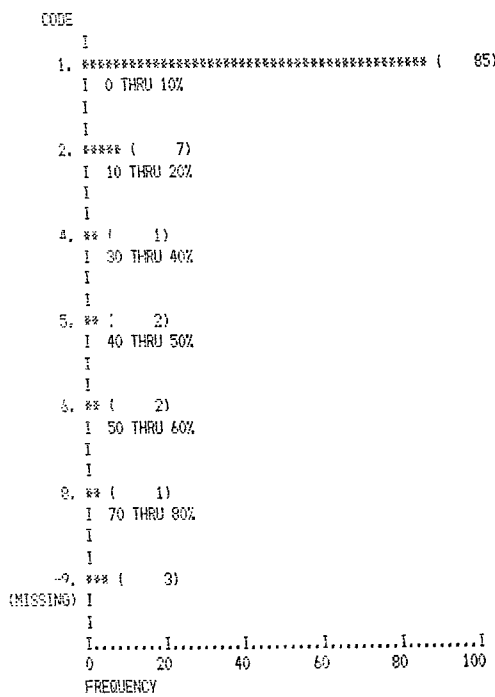 CODE
I
1. ******************************************** ( 85)
I 0 THRU 10%
I
I
2. ***** ( 7)
I 10 THRU 20%
I
I
4. ** ( 1)
I 30 THRU 40%
I
I
5. ** ( 2)
I 40 THRU 50%
I
I
6. ** ( 2)
I 50 THRU 60%
I
I
8. ** ( 1)
I 70 THRU 80%
I
I
-9. *** ( 3)
(MISSING) I
I
I.........I.........I.........I.........I.........I
0 20 40 60 80 100
FREQUENCY